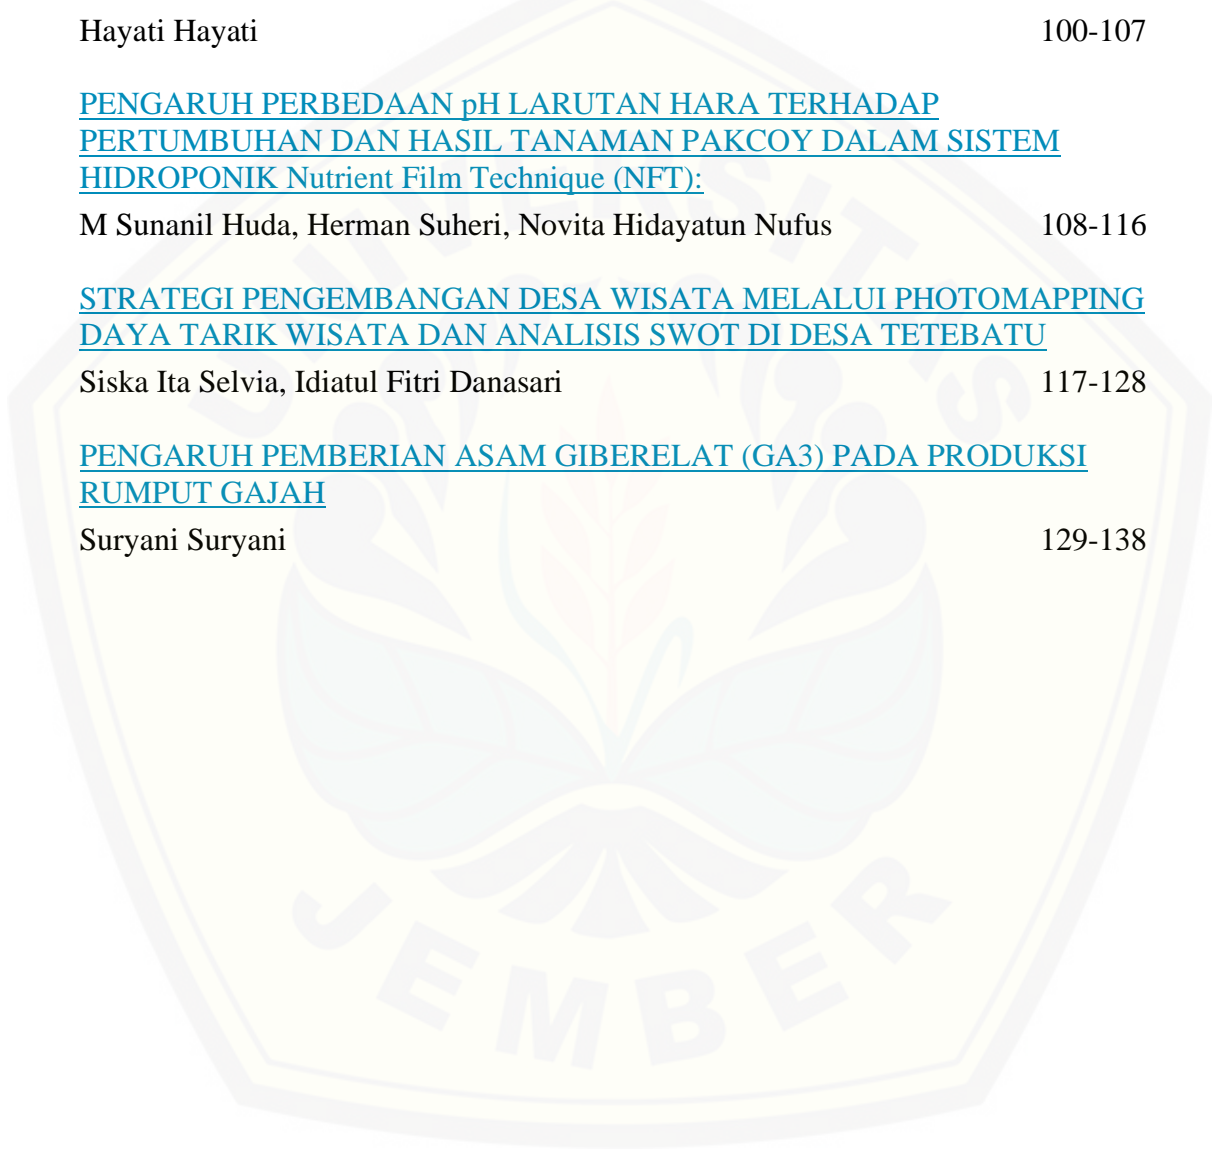 Hayati Hayati 100-107
PENGARUH PERBEDAAN pH LARUTAN HARA TERHADAP
PERTUMBUHAN DAN HASIL TANAMAN PAKCOY DALAM SISTEM
HIDROPONIK Nutrient Film Technique (NFT):
M Sunanil Huda, Herman Suheri, Novita Hidayatun Nufus 108-116
STRATEGI PENGEMBANGAN DESA WISATA MELALUI PHOTOMAPPING
DAYA TARIK WISATA DAN ANALISIS SWOT DI DESA TETEBATU
Siska Ita Selvia, Idiatul Fitri Danasari 117-128
PENGARUH PEMBERIAN ASAM GIBERELAT (GA3) PADA PRODUKSI
RUMPUT GAJAH
Suryani Suryani 129-138
UNIVERSITAS
JEMBER